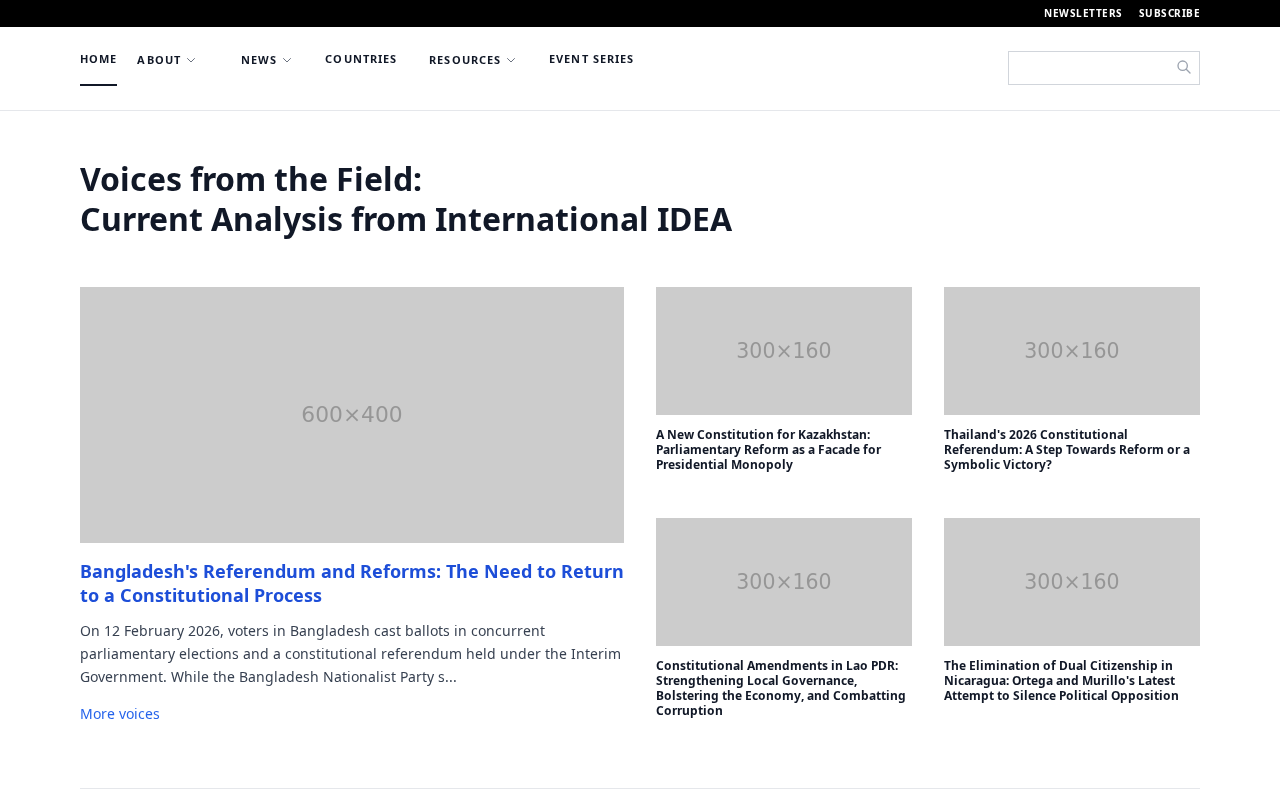 NEWSLETTERS SUBSCRIBE
HOME ABOUT NEWS COUNTRIES RESOURCES EVENT SERIES
Voices from the Field:
Current Analysis from International IDEA
600×400
Bangladesh's Referendum and Reforms: The Need to Return
to a Constitutional Process
On 12 February 2026, voters in Bangladesh cast ballots in concurrent
parliamentary elections and a constitutional referendum held under the Interim
Government. While the Bangladesh Nationalist Party s...
More voices
300×160
A New Constitution for Kazakhstan:
Parliamentary Reform as a Facade for
Presidential Monopoly
300×160
Thailand's 2026 Constitutional
Referendum: A Step Towards Reform or a
Symbolic Victory?
300×160
Constitutional Amendments in Lao PDR:
Strengthening Local Governance,
Bolstering the Economy, and Combatting
Corruption
300×160
The Elimination of Dual Citizenship in
Nicaragua: Ortega and Murillo's Latest
Attempt to Silence Political Opposition